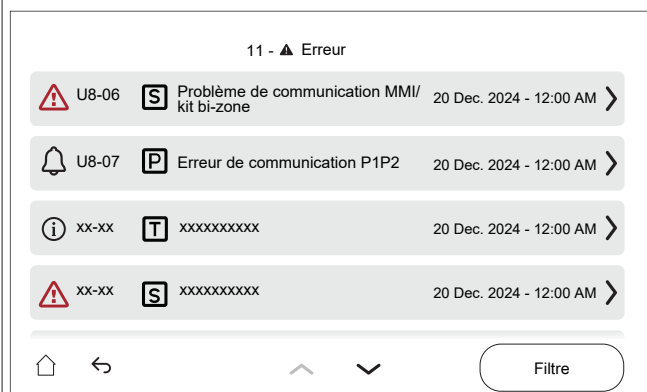 11 - Erreur
U8-06 S Problème de communication MMI/
kit bi-zone 20 Dec. 2024 - 12:00 AM
U8-07 P Erreur de communication P1P2 20 Dec. 2024 - 12:00 AM
xx-xx T xxxxxxxxxx 20 Dec. 2024 - 12:00 AM
xx-xx S xxxxxxxxxx 20 Dec. 2024 - 12:00 AM
Filtre